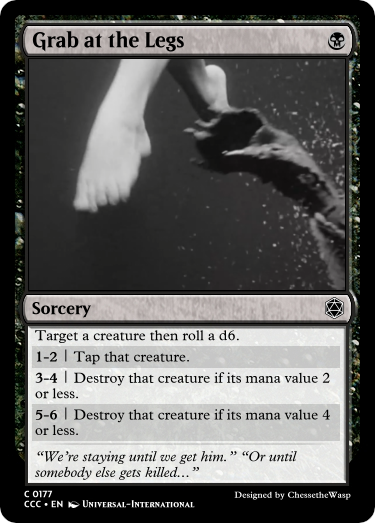 Grab at the Legs
Sorcery
Target a creature then roll a d6.
1-2 | Tap that creature.
3-4 | Destroy that creature if its mana value 2
or less.
5-6 | Destroy that creature if its mana value 4
or less.
“We’re staying until we get him.” “Or until
somebody else gets killed…”
C 0177
CCC • EN Universal-International
Designed by ChessetheWasp